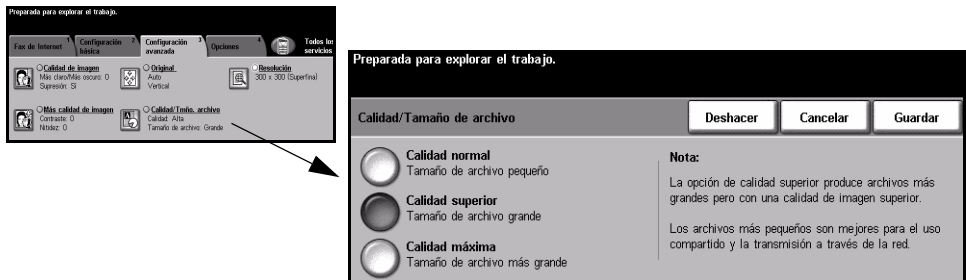 Preparada para explorar el trabajo.
Fax de Internet 1
Configuración básica 2
Configuración avanzada 3
Opciones 4
Todos los servicios
Calidad de imagen
Más claro/Más oscuro: 0
Supresión: Sí
Original
Auto
Vertical
Resolución
300 x 300 (Superfina)
Más calidad de imagen
Contraste: 0
Nitidez: 0
Calidad/Tmño. archivo
Calidad: Alta
Tamaño de archivo: Grande
Preparada para explorar el trabajo.
Calidad/Tamaño de archivo
Deshacer
Cancelar
Guardar
Calidad normal
Tamaño de archivo pequeño
Calidad superior
Tamaño de archivo grande
Calidad máxima
Tamaño de archivo más grande
Nota:
La opción de calidad superior produce archivos más
grandes pero con una calidad de imagen superior.
Los archivos más pequeños son mejores para el uso
compartido y la transmisión a través de la red.